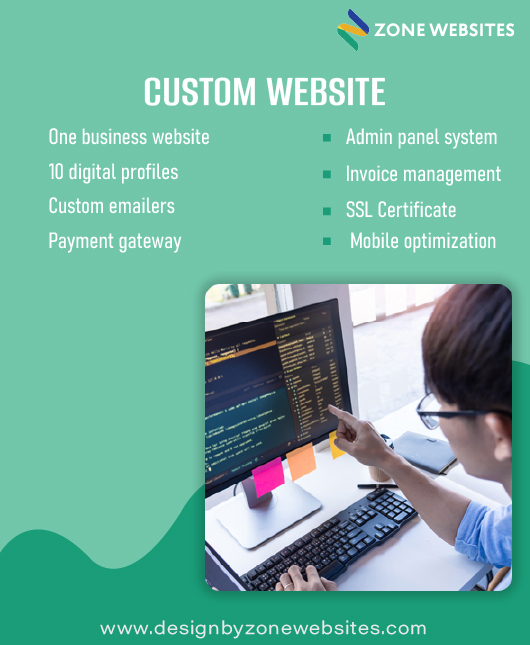 ZONE WEBSITES
CUSTOM WEBSITE
One business website
10 digital profiles
Custom emailers
Payment gateway
Admin panel system
Invoice management
SSL Certificate
Mobile optimization
www.designbyzonewebsites.com